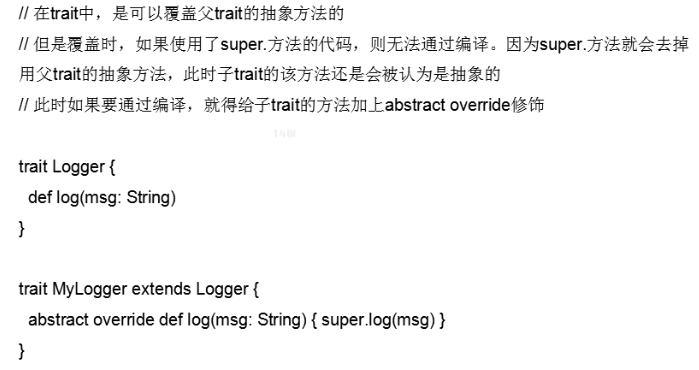 // 在trait中，是可以覆盖父trait的抽象方法的
// 但是覆盖时，如果使用了super.方法的代码，则无法通过编译。因为super.方法就会去掉
用父trait的抽象方法，此时子trait的该方法还是会被认为是抽象的
// 此时如果要通过编译，就得给子trait的方法加上abstract override修饰
trait Logger {
def log(msg: String)
}
trait MyLogger extends Logger {
abstract override def log(msg: String) { super.log(msg) }
}